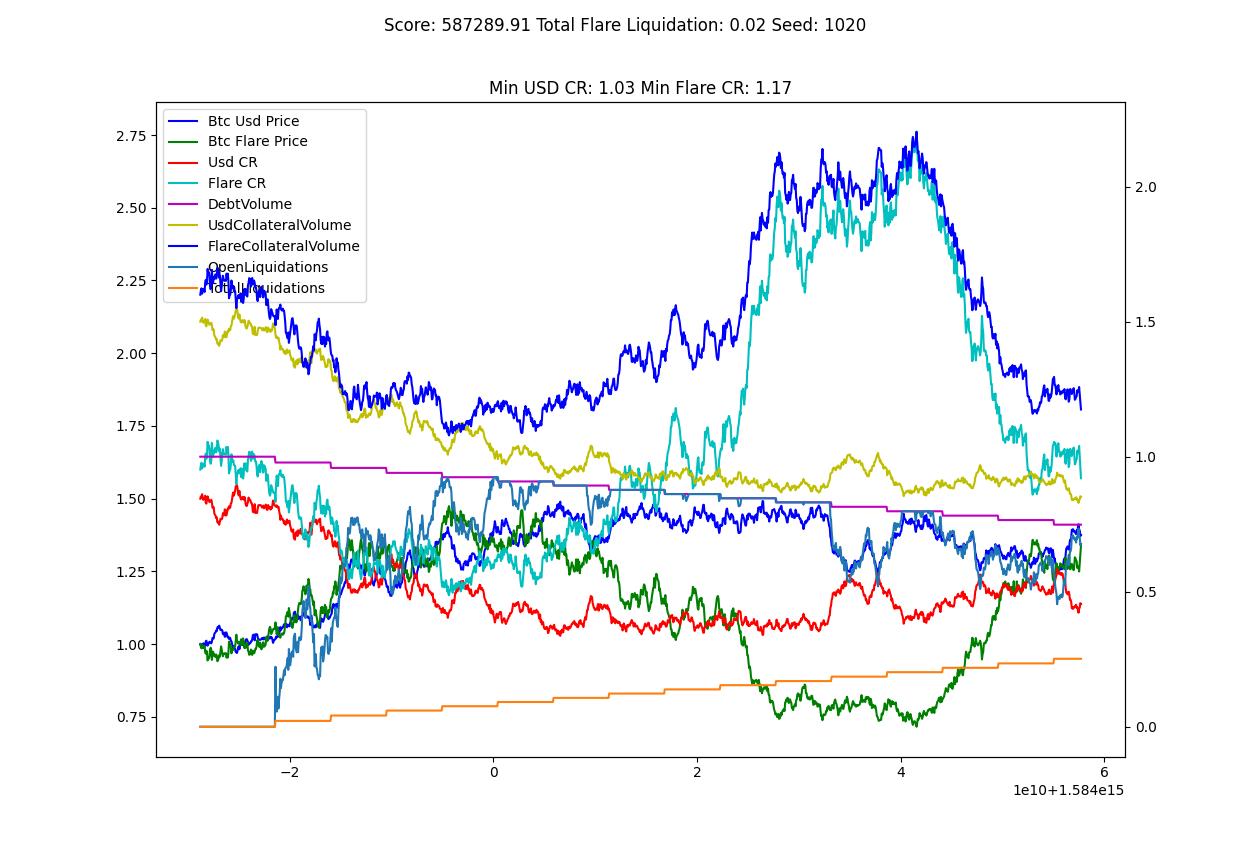 Score: 587289.91 Total Flare Liquidation: 0.02 Seed: 1020
Min USD CR: 1.03 Min Flare CR: 1.17
Btc Usd Price
Btc Flare Price
Usd CR
Flare CR
DebtVolume
UsdCollateralVolume
FlareCollateralVolume
OpenLiquidations
TotalLiquidations
2.75
2.50
2.25
2.00
1.75
1.50
1.25
1.00
0.75
2.0
1.5
1.0
0.5
0.0
−2
0
2
4
6
1e10+1.584e15